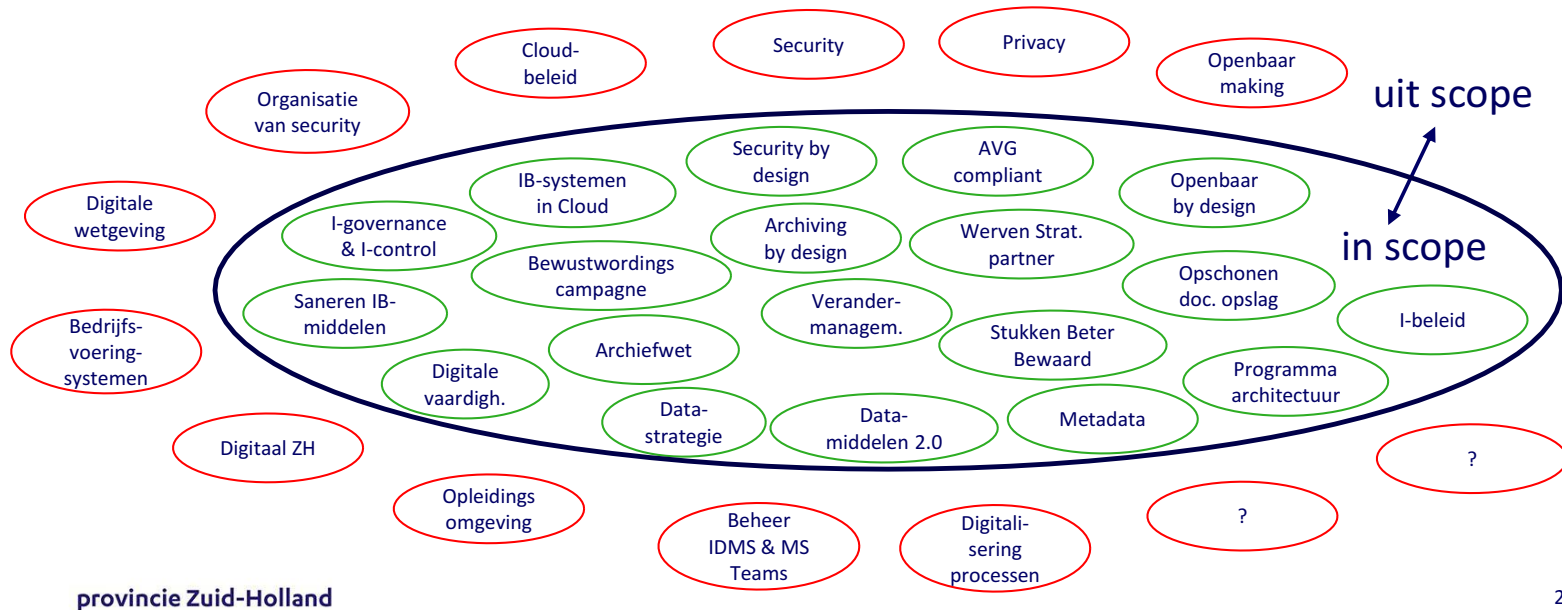 Cloud-
beleid
Security
Privacy
Openbaar
making
Organisatie
van security
uit scope
Security by
design
AVG
compliant
IB-systemen
in Cloud
Openbaar
by design
Digitale
wetgeving
I-governance
& I-control
Archiving
by design
Werven Strat.
partner
in scope
Bewustwordings
campagne
Opschonen
doc. opslag
Saneren IB-
middelen
Verander-
managem.
I-beleid
Bedrijfs-
voering-
systemen
Archiefwet
Stukken Beter
Bewaard
Digitale
vaardigh.
Programma
architectuur
Data-
strategie
Data-
middelen 2.0
Metadata
Digitaal ZH
?
Opleidings
omgeving
?
Beheer
IDMS & MS
Teams
Digitali-
sering
processen
provincie Zuid-Holland
2